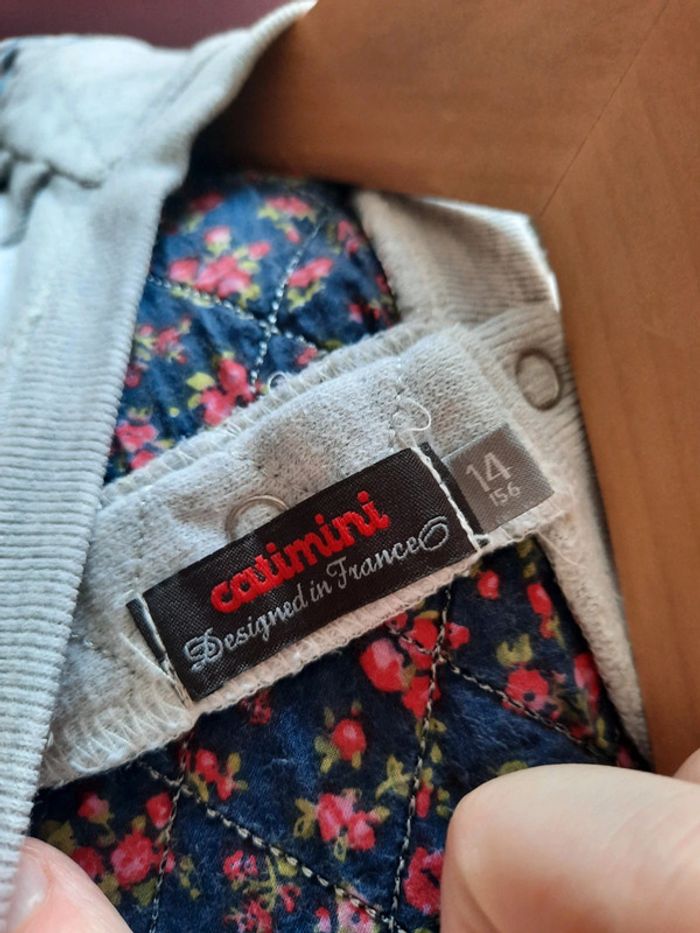 catimini
Designed in France
14
156